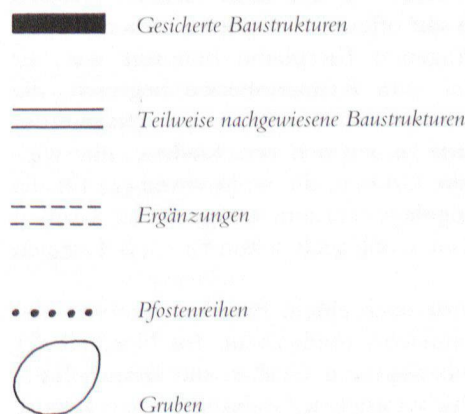 Gesicherte Baustrukturen
Teilweise nachgewiesene Baustrukturen
Ergänzungen
Pfostenreihen
Gruben